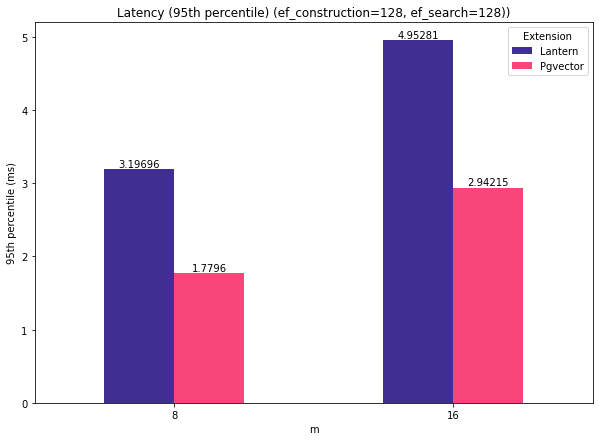 Latency (95th percentile) (ef_construction=128, ef_search=128))
Extension
Lantern
Pgvector
95th percentile (ms)
5
4
3
2
1
0
3.19696
1.7796
4.95281
2.94215
8
16
m